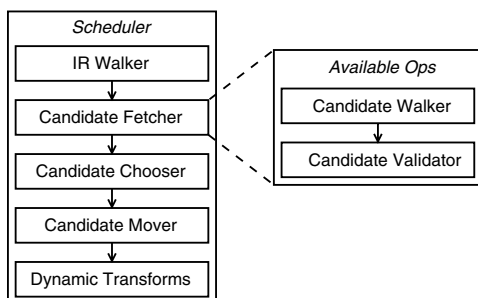 Scheduler
IR Walker
Candidate Fetcher
Candidate Chooser
Candidate Mover
Dynamic Transforms
Available Ops
Candidate Walker
Candidate Validator